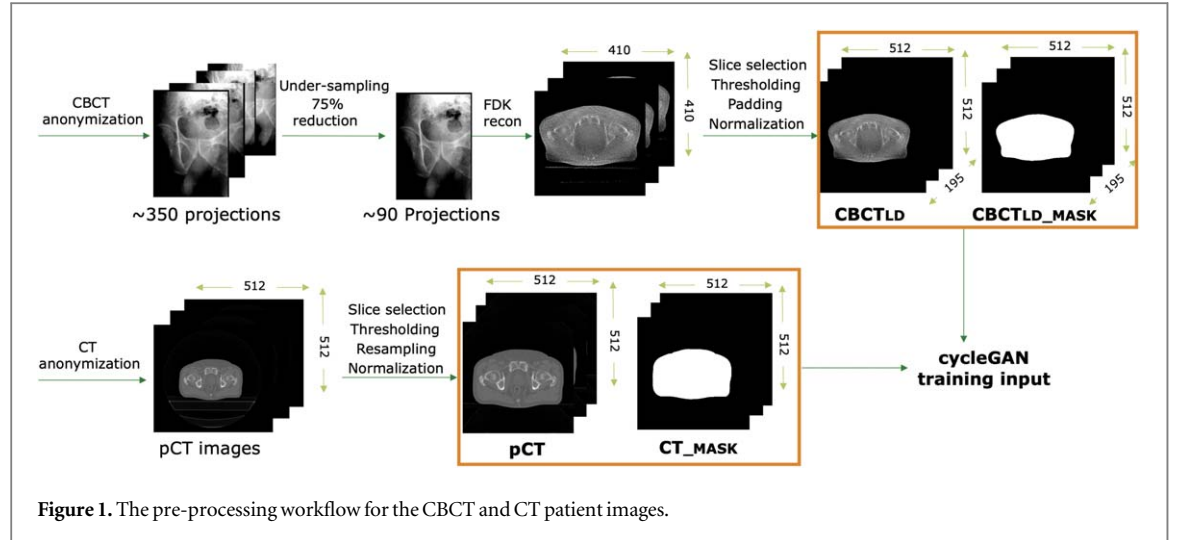 CBCT
anonymization
~350 projections
Under-sampling
75%
reduction
~90 Projections
FDK
recon
410
410
Slice selection
Thresholding
Padding
Normalization
512
512
195
CBCTLD
512
512
195
CBCTLD_MASK
CT
anonymization
512
512
pCT images
Slice selection
Thresholding
Resampling
Normalization
512
512
pCT
512
512
CT_MASK
cycleGAN
training input
Figure 1. The pre-processing workflow for the CBCT and CT patient images.